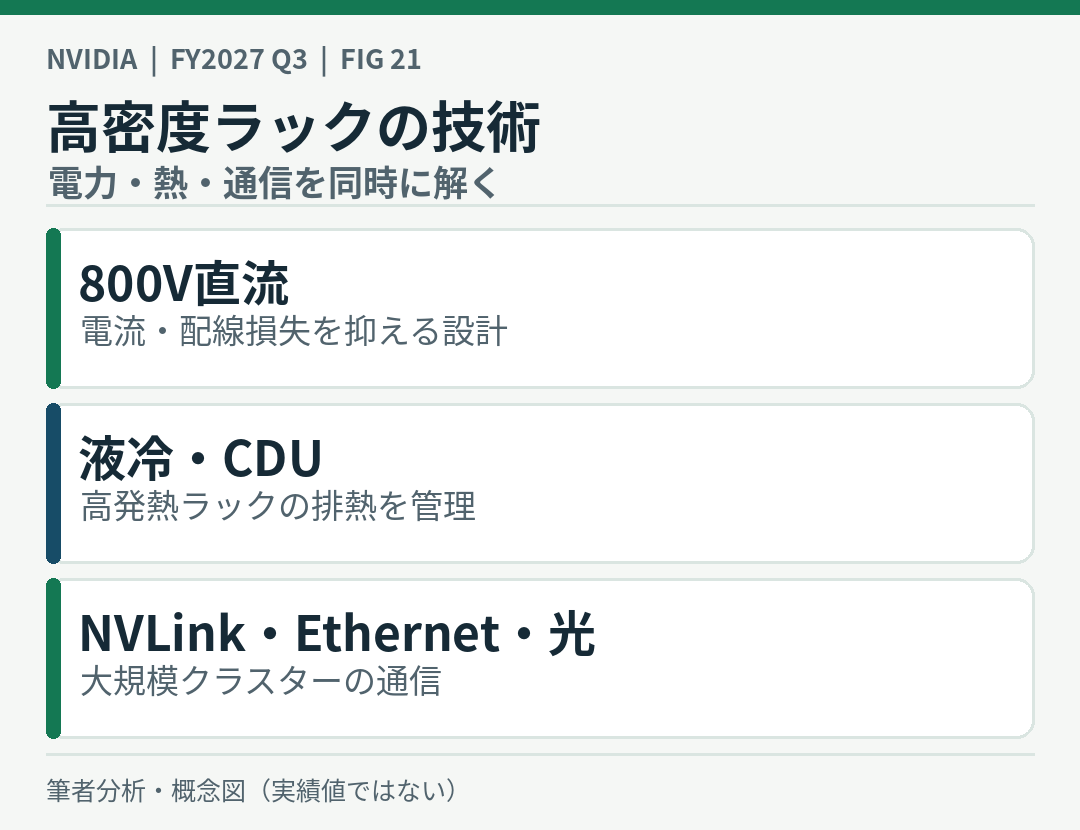 NVIDIA | FY2027 Q3 | FIG 21
高密度ラックの技術
電力・熱・通信を同時に解く
800V直流
電流・配線損失を抑える設計
液冷・CDU
高発熱ラックの排熱を管理
NVLink・Ethernet・光
大規模クラスターの通信
筆者分析・概念図（実績値ではない）